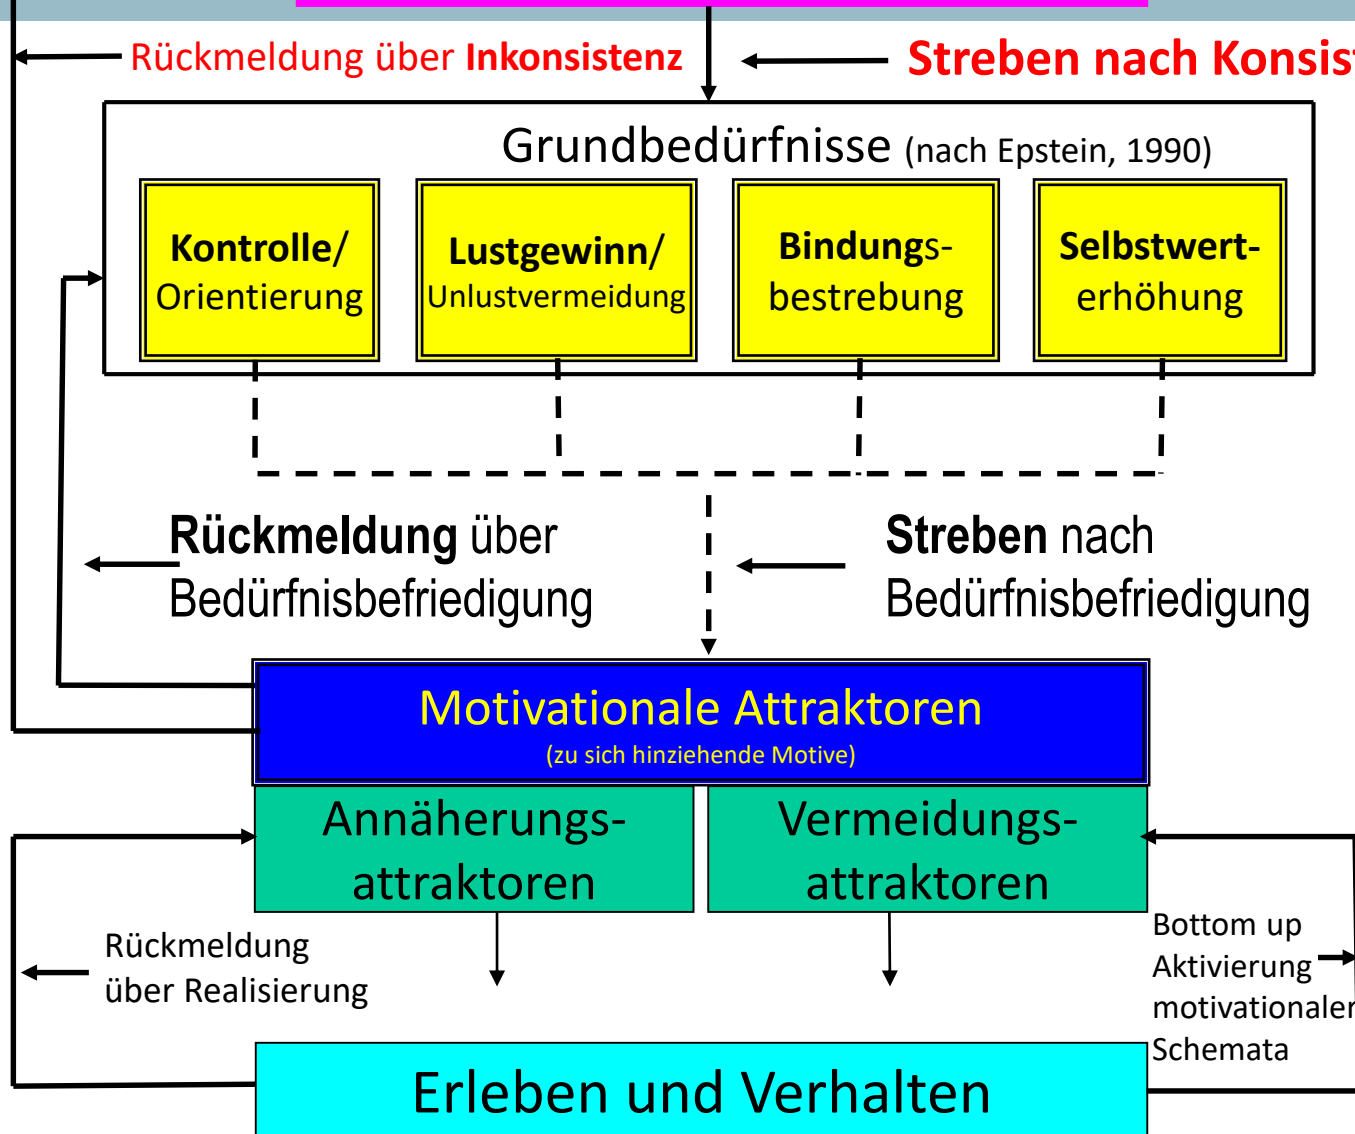 Rückmeldung über Inkonsistenz
Streben nach Konsist
Grundbedürfnisse (nach Epstein, 1990)
Kontrolle/
Orientierung
Lustgewinn/
Unlustvermeidung
Bindungs-
bestrebung
Selbstwert-
erhöhung
Rückmeldung über
Bedürfnisbefriedigung
Streben nach
Bedürfnisbefriedigung
Motivationale Attraktoren
(zu sich hinziehende Motive)
Annäherungs-
attraktoren
Vermeidungs-
attraktoren
Rückmeldung
über Realisierung
Bottom up
Aktivierung
motivationaler
Schemata
Erleben und Verhalten